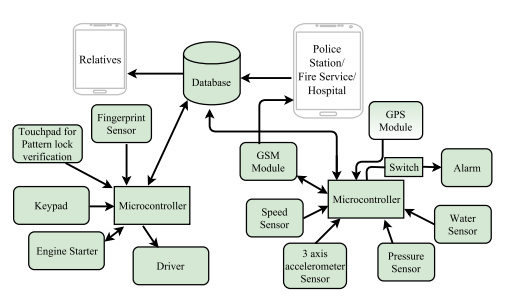 Relatives
Database
Police
Station/
Fire Service/
Hospital
Touchpad for
Pattern lock
verification
Fingerprint
Sensor
GPS
Module
GSM
Module
Switch
Alarm
Keypad
Microcontroller
Microcontroller
Speed
Sensor
Water
Sensor
Engine Starter
Driver
3 axis
accelerometer
Sensor
Pressure
Sensor